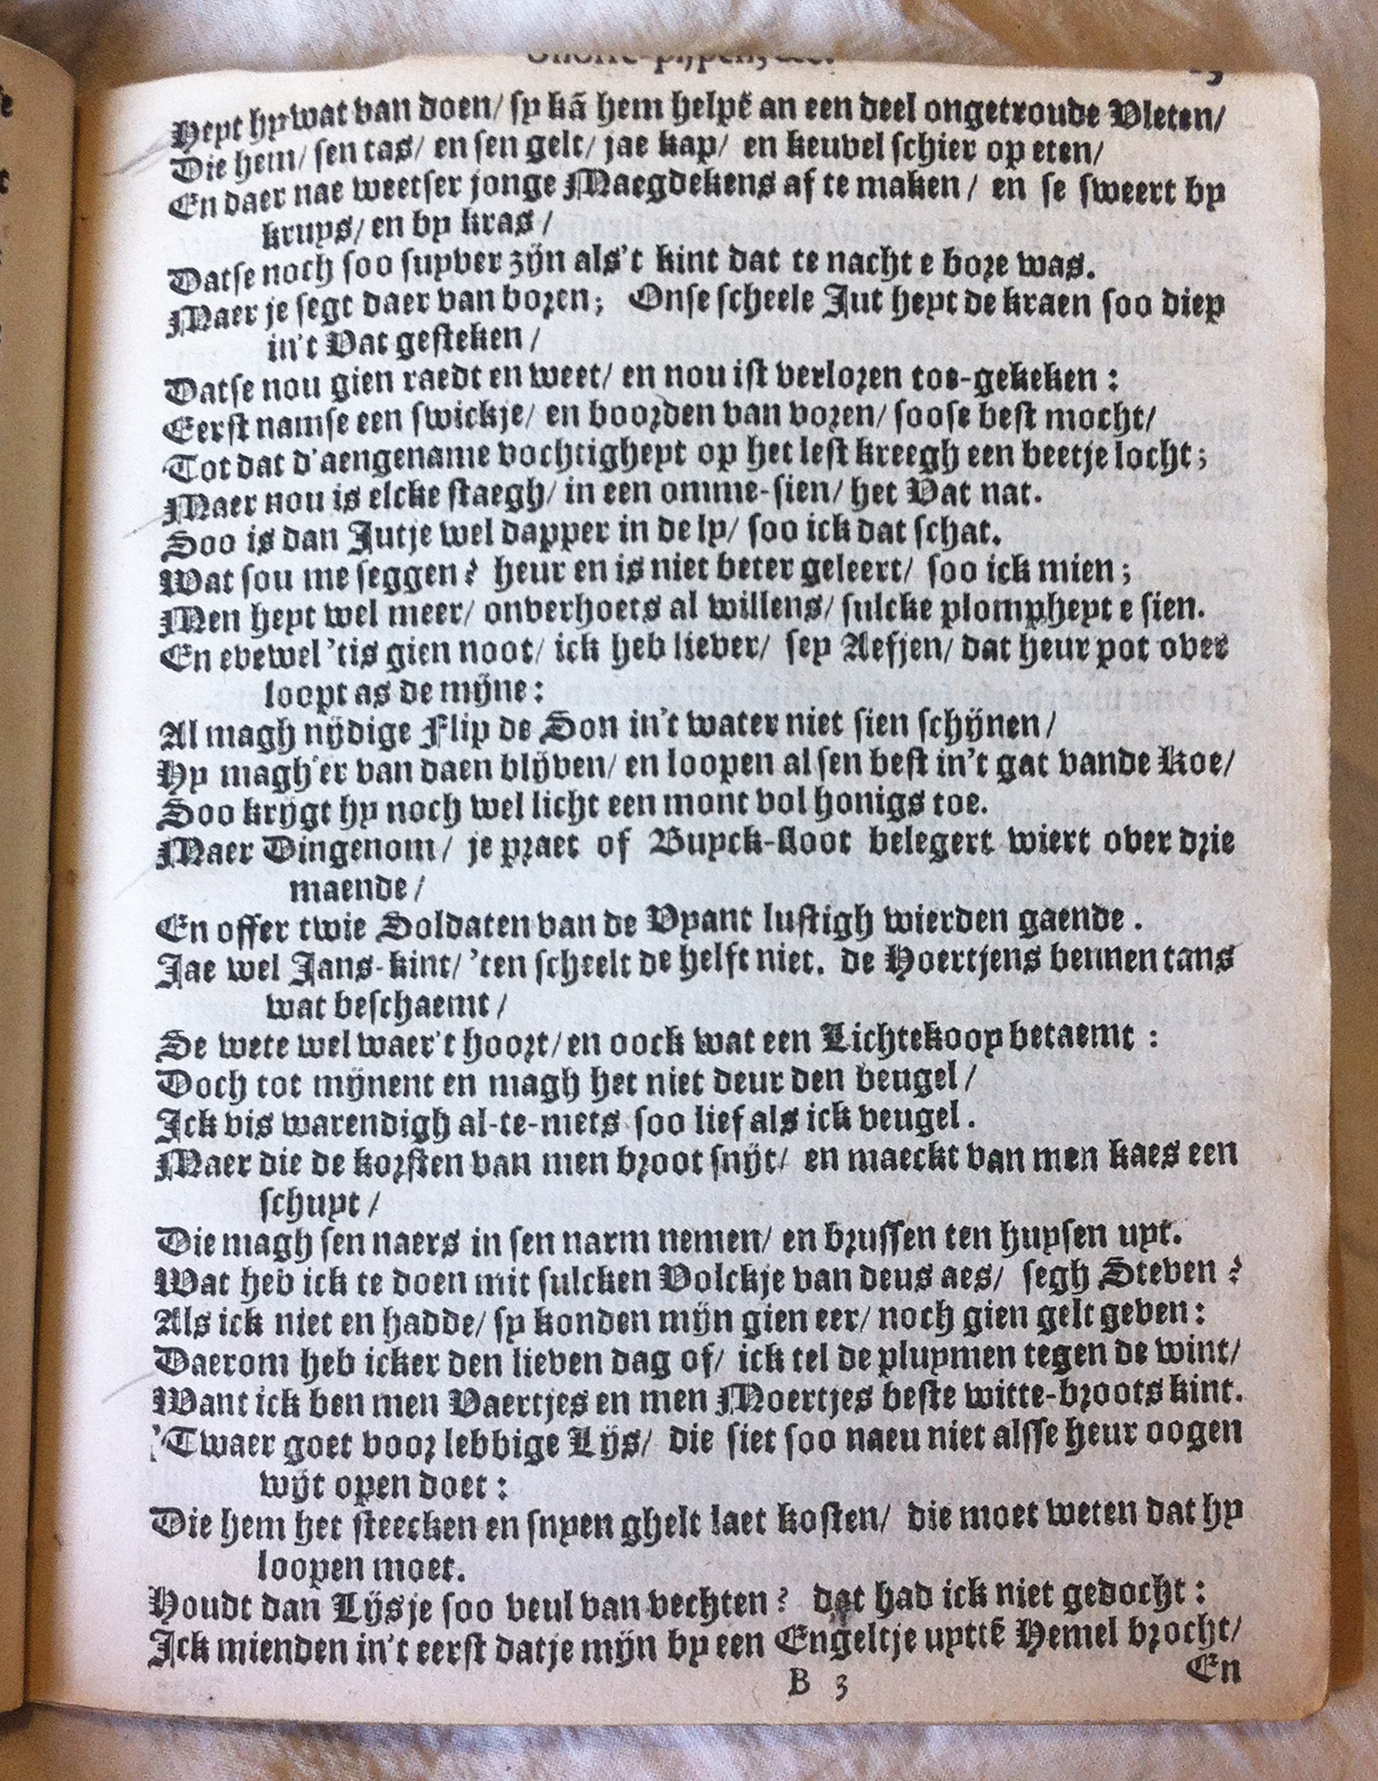 Heyt hy wat van doen/ sy kã hem helpẽ an een deel ongetroude Vleten/
Die hem/ sen tas/ en sen gelt/ jae kap/ en keuvel schier op eten/
En daer nae weetser jonge Maegdekens af te maken/ en se sweert by
kruys/ en by kras/
Datse noch soo suyver zijn als't kint dat te nacht e bore was.
Maer je segt daer van voren; Onse scheele Jut heyt de kraen soo diep
in't Vat gesteken/
Datse nou gien raedt en weet/ en nou ist verloren toe-gekeken:
Eerst namse een swickje/ en boorden van voren/ soose best mocht/
Tot dat d'aengename vochtigheyt op het lest kreegh een beetje locht;
Maer nou is elcke staegh/ in een omme-sien/ het Vat nat.
Soo is dan Jutje wel dapper in de ly/ soo ick dat schat.
Wat sou me seggen? heur en is niet beter geleert/ soo ick mien;
Men heyt wel meer/ onverhoets al willens/ sulcke plompheyt e sien.
En evewel 'tis gien noot/ ick heb liever/ sey Aefjen/ dat heur pot over
loopt as de mijne:
Al magh nijdige Flip de Son in't water niet sien schijnen/
Hy magh'er van daen blijven/ en loopen al sen best in't gat vande Koe/
Soo krijgt hy noch wel licht een mont vol honigs toe.
Maer Dingenom/ je praet of Buyck-sloot belegert wiert over drie
maende/
En offer twie Soldaten van de Vyant lustigh wierden gaende.
Jae wel Jans-kint/ 'ten scheelt de helft niet. de Hoertjens bennen tans
wat beschaemt/
Se wete wel waer't hoort/ en oock wat een Lichtekoop betaemt:
Doch tot mijnent en magh het niet deur den beugel/
Ick vis warendigh al-te-mets soo lief als ick veugel.
Maer die de korsten van men broot snijt/ en maeckt van men kaes een
schuyt/
Die magh sen naers in sen narm nemen/ en brussen ten huysen uyt.
Wat heb ick te doen mit sulcken Volckje van deus aes/ segh Steven?
Als ick niet en hadde/ sy konden mijn gien eer/ noch gien gelt geven:
Daerom heb icker den lieven dag of/ ick tel de pluymen tegen de wint/
Want ick ben men Vaertjes en men Moertjes beste witte-broots kint.
'Twaer goet voor lebbige Lijs/ die siet soo naeu niet alsse heur oogen
wijt open doet:
Die hem het steecken en snyen ghelt laet kosten/ die moet weten dat hy
loopen moet.
Houdt dan Lijsje soo veul van vechten? dat had ick niet gedocht:
Ick mienden in't eerst datje mijn by een Engeltje uyttẽ Hemel brocht/
B 3
En